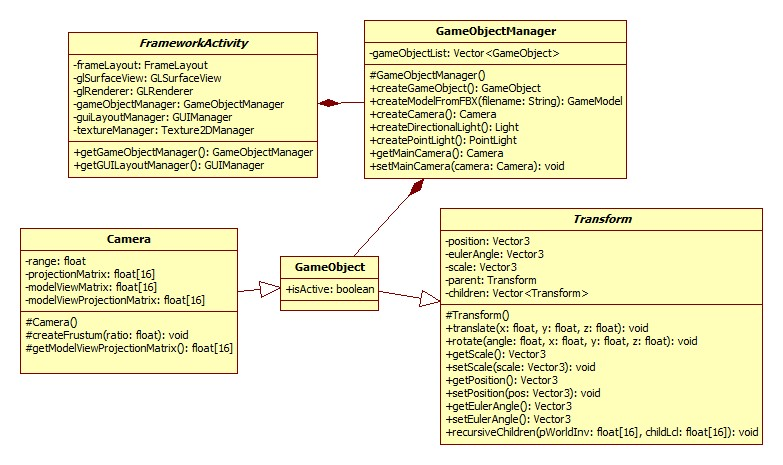 FrameworkActivity
-frameLayout: FrameLayout
-glSurfaceView: GLSurfaceView
-glRenderer: GLRenderer
-gameObjectManager: GameObjectManager
-guiLayoutManager: GUIManager
-textureManager: Texture2DManager
+getGameObjectManager(): GameObjectManager
+getGUILayoutManager(): GUIManager
GameObjectManager
-gameObjectList: Vector<GameObject>
#GameObjectManager()
+createGameObject(): GameObject
+createModelFromFBX(filename: String): GameModel
+createCamera(): Camera
+createDirectionalLight(): Light
+createPointLight(): PointLight
+getMainCamera(): Camera
+setMainCamera(camera: Camera): void
Camera
-range: float
-projectionMatrix: float[16]
-modelViewMatrix: float[16]
-modelViewProjectionMatrix: float[16]
#Camera()
#createFrustum(ratio: float): void
#getModelViewProjectionMatrix(): float[16]
GameObject
+isActive: boolean
Transform
-position: Vector3
-eulerAngle: Vector3
-scale: Vector3
-parent: Transform
-children: Vector<Transform>
#Transform()
+translate(x: float, y: float, z: float): void
+rotate(angle: float, x: float, y: float, z: float): void
+getScale(): Vector3
+setScale(scale: Vector3): void
+getPosition(): Vector3
+setPosition(pos: Vector3): void
+getEulerAngle(): Vector3
+setEulerAngle(): Vector3
+recursiveChildren(pWorldInv: float[16], childLcl: float[16]): void